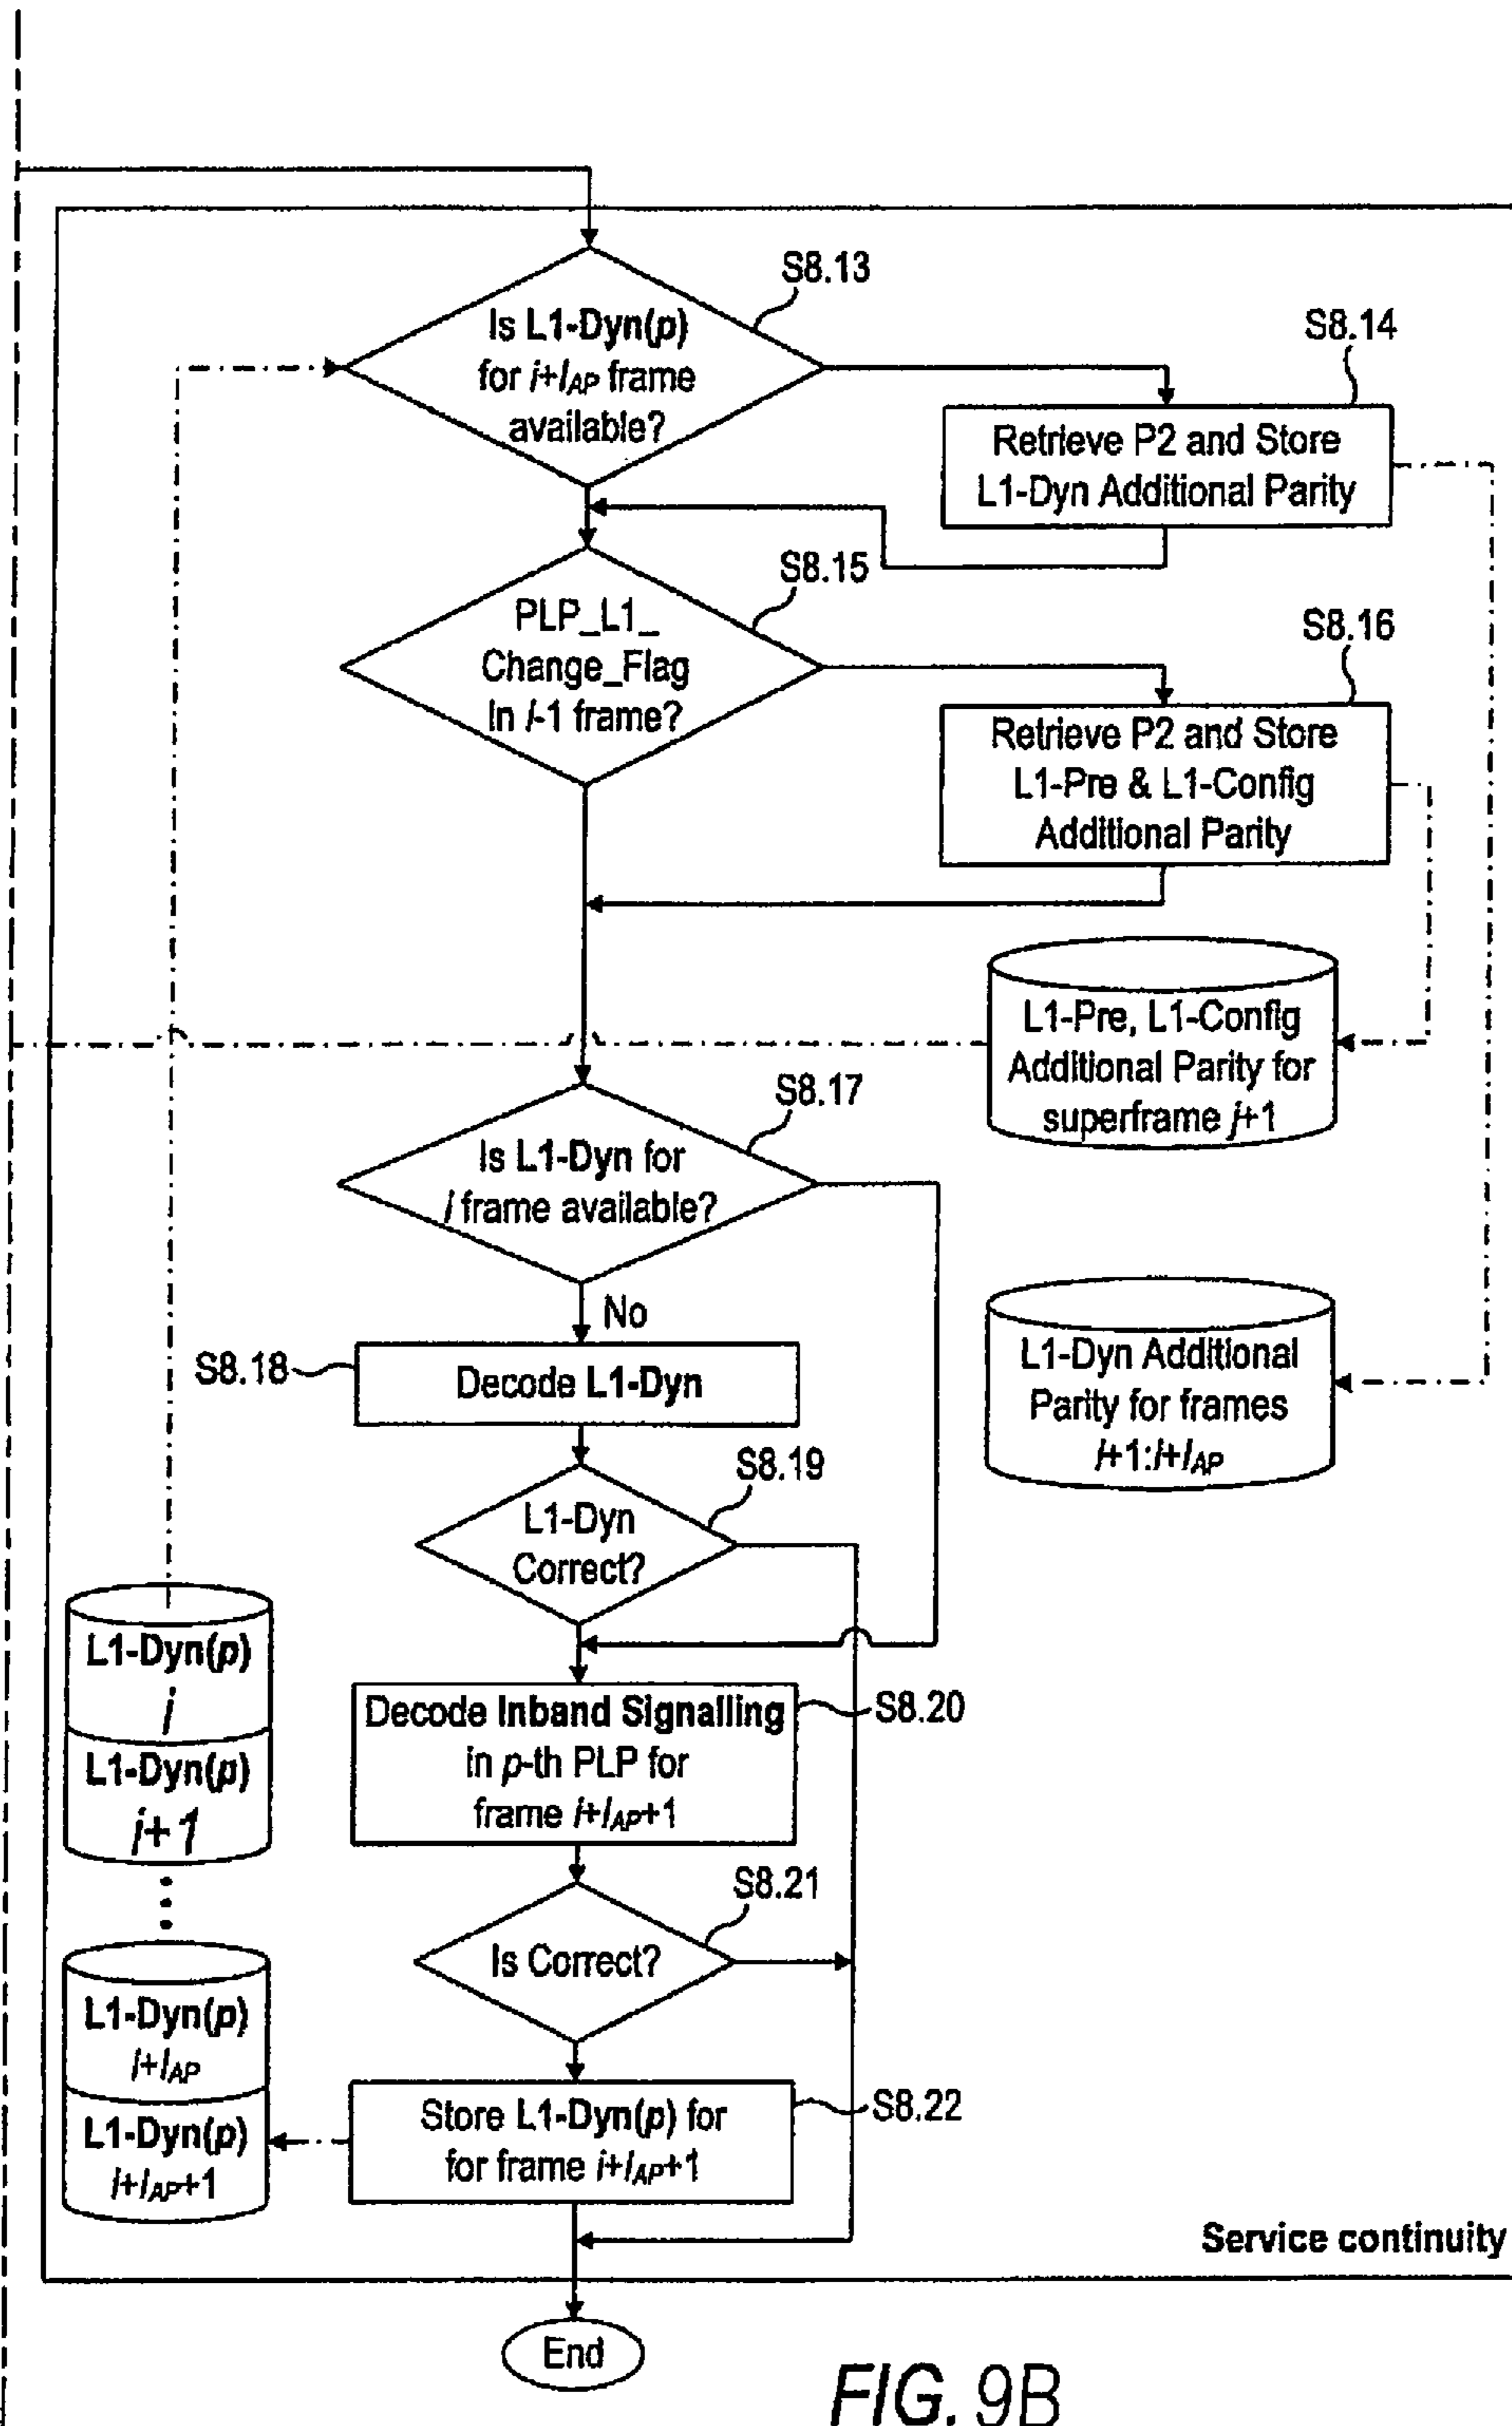 S8.13
Is L1-Dyn(p)
for i+IAP frame
available?
S8.14
Retrieve P2 and Store
L1-Dyn Additional Parity
S8.15
PLP_L1_
Change_Flag
in i-1 frame?
S8.16
Retrieve P2 and Store
L1-Pre & L1-Config
Additional Parity
L1-Pre, L1-Config
Additional Parity for
superframe j+1
S8.17
Is L1-Dyn for
i frame available?
No
S8.18
Decode L1-Dyn
L1-Dyn Additional
Parity for frames
i+1:i+IAP
S8.19
L1-Dyn
Correct?
L1-Dyn(p)
i
L1-Dyn(p)
i+1
S8.20
Decode Inband Signalling
in p-th PLP for
frame i+IAP+1
S8.21
Is Correct?
L1-Dyn(p)
i+IAP
L1-Dyn(p)
i+IAP+1
S8.22
Store L1-Dyn(p) for
for frame i+IAP+1
Service continuity
End
FIG. 9B